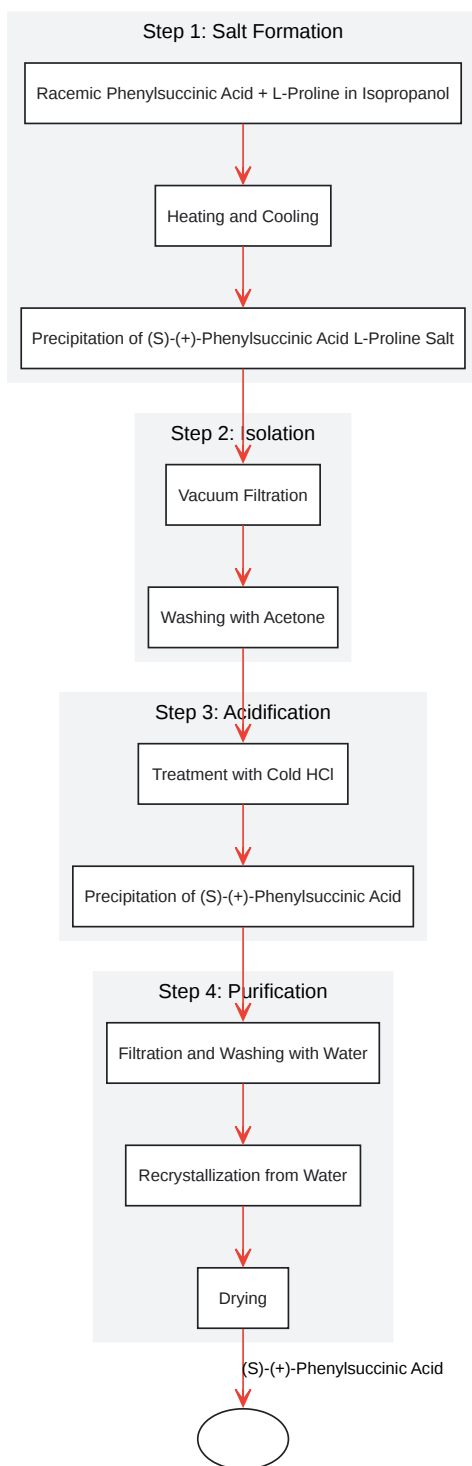 Step 1: Salt Formation
Racemic Phenylsuccinic Acid + L-Proline in Isopropanol
Heating and Cooling
Precipitation of (S)-(+)-Phenylsuccinic Acid L-Proline Salt
Step 2: Isolation
Vacuum Filtration
Washing with Acetone
Step 3: Acidification
Treatment with Cold HCl
Precipitation of (S)-(+)-Phenylsuccinic Acid
Step 4: Purification
Filtration and Washing with Water
Recrystallization from Water
Drying
(S)-(+)-Phenylsuccinic Acid